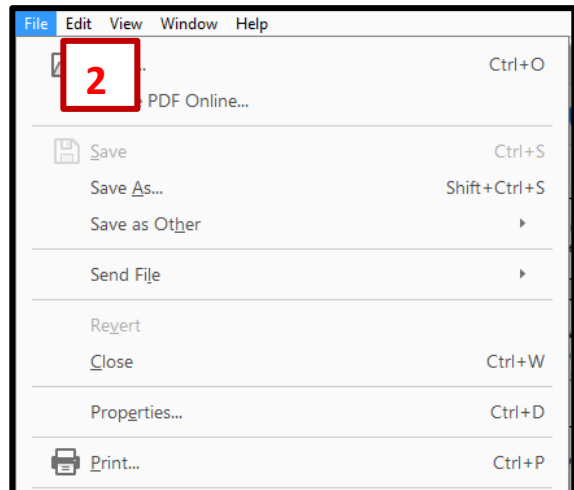 File Edit View Window Help
2 Ctrl+O
PDF Online...
Save Ctrl+S
Save As... Shift+Ctrl+S
Save as Other
Send File
Revert
Close Ctrl+W
Properties... Ctrl+D
Print... Ctrl+P